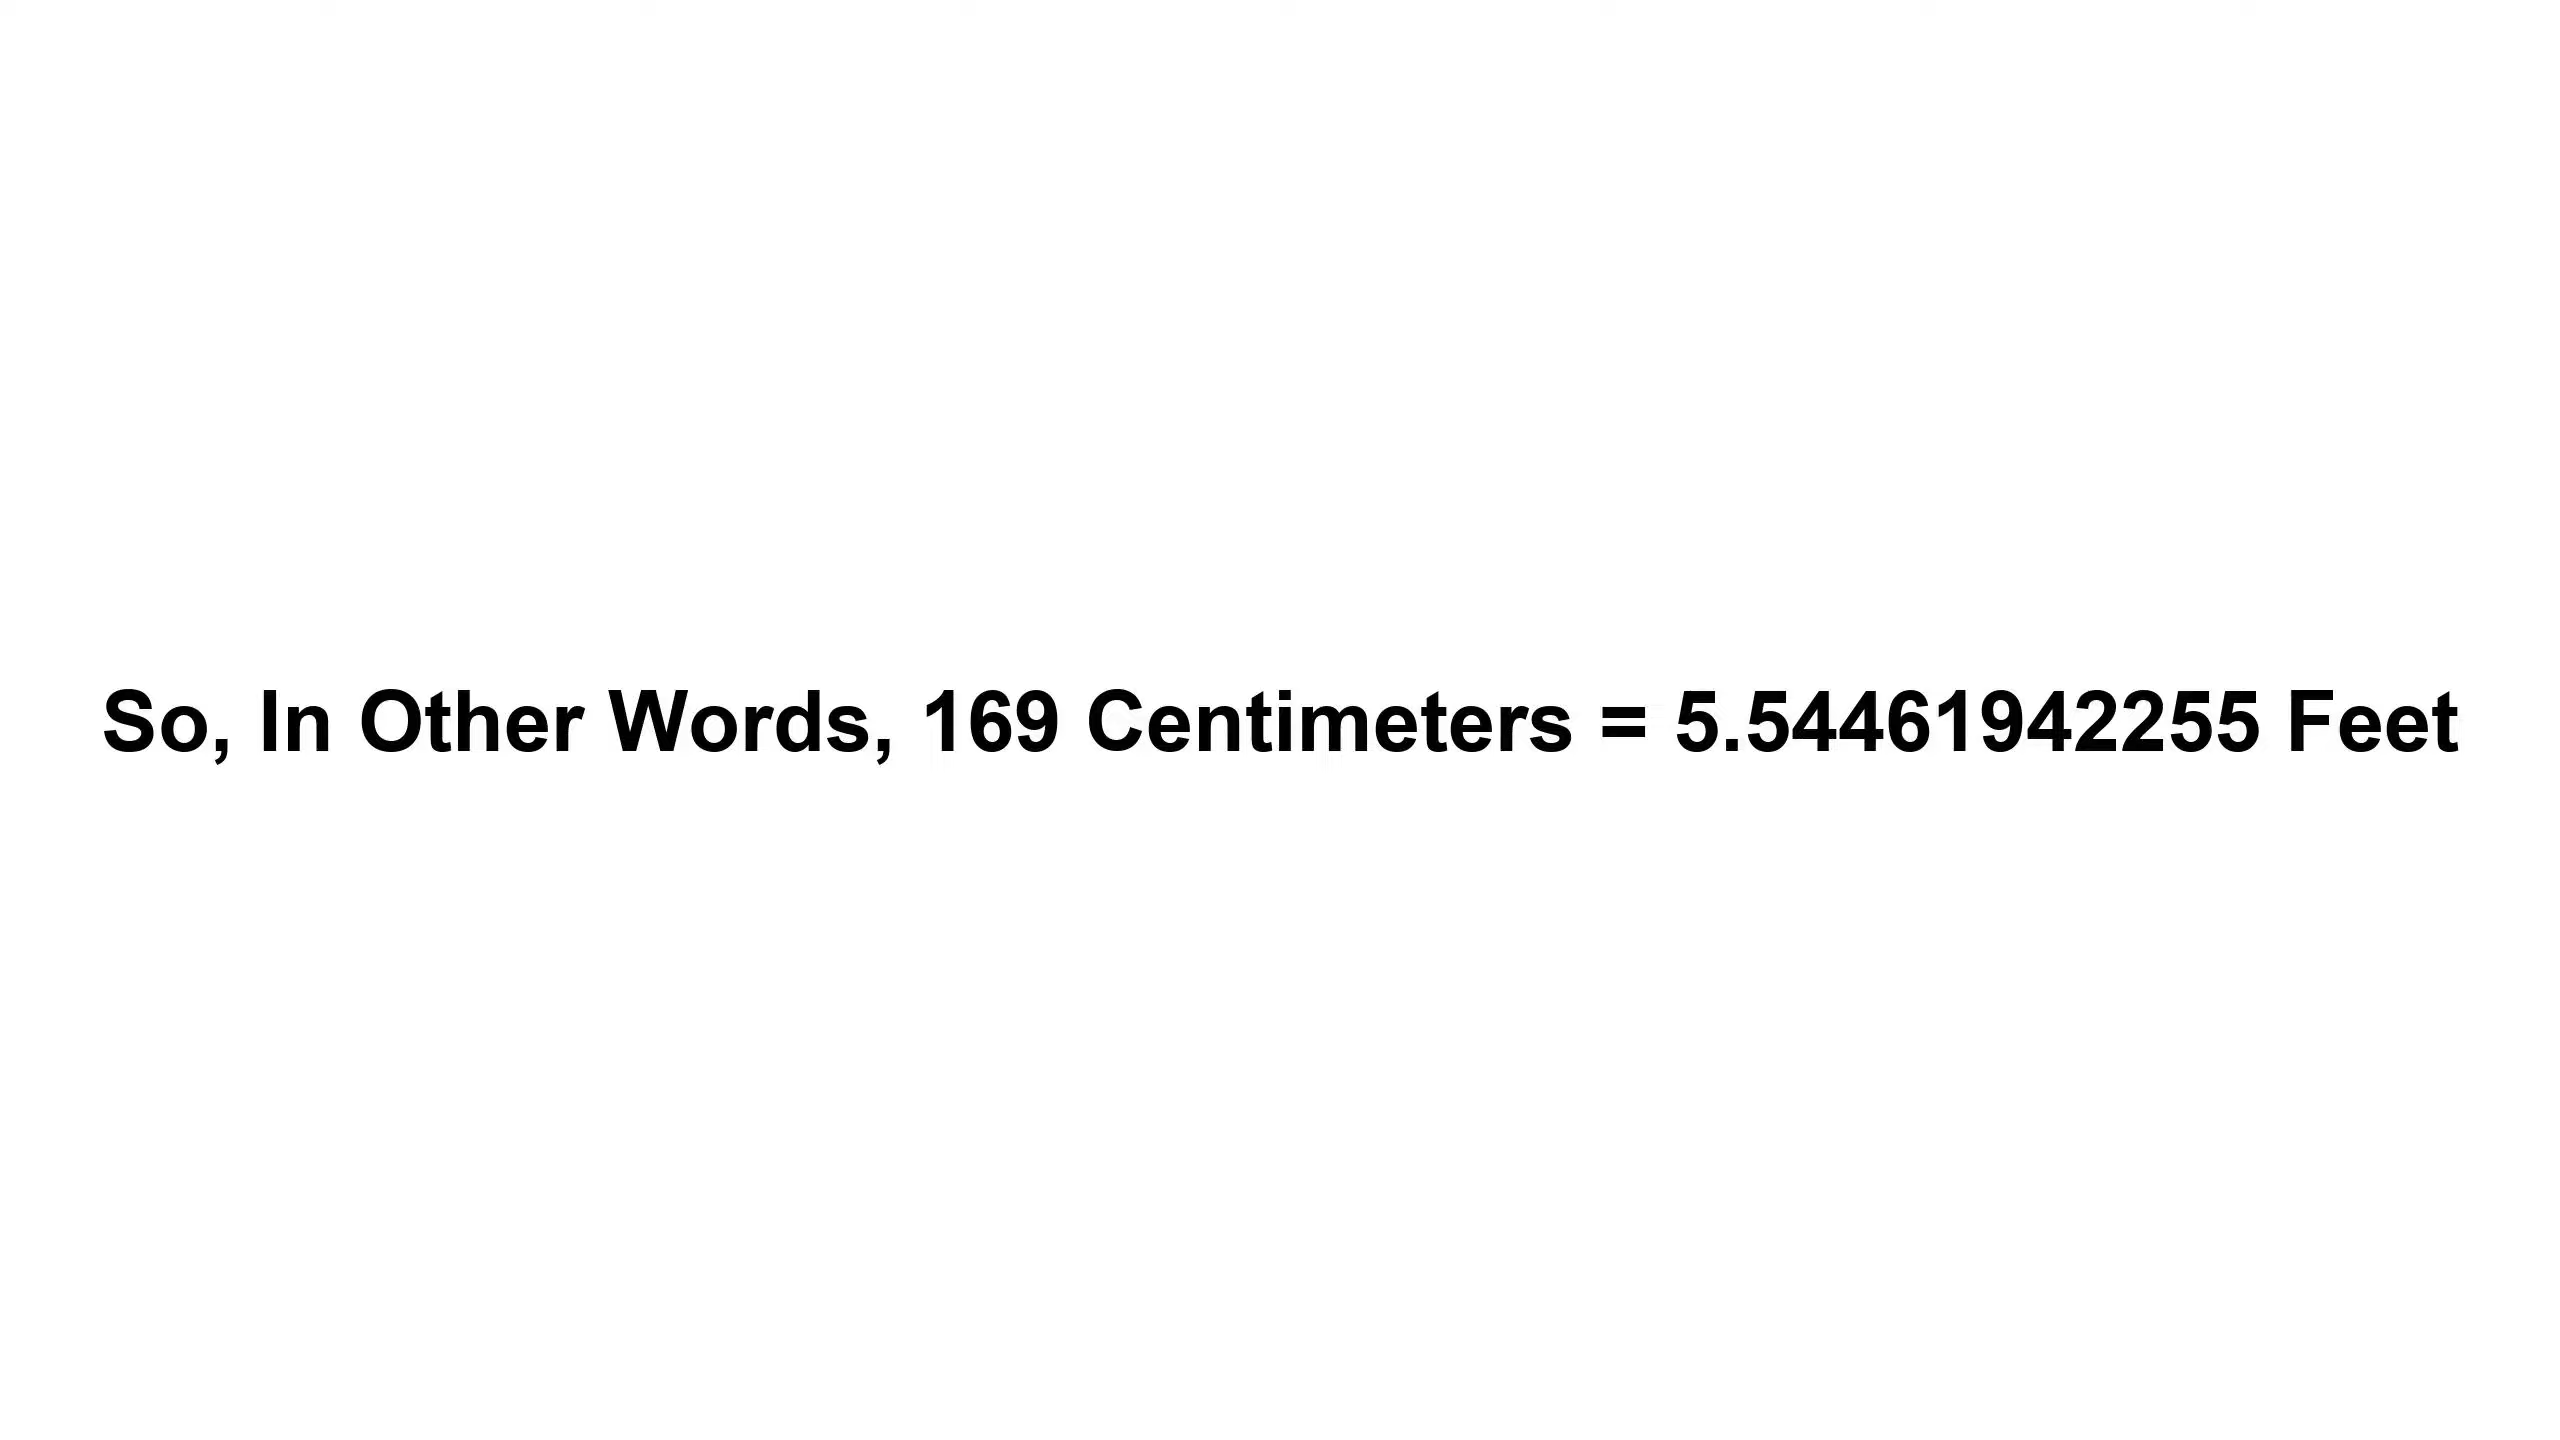 So, In Other Words, 169 Centimeters = 5.54461942255 Feet